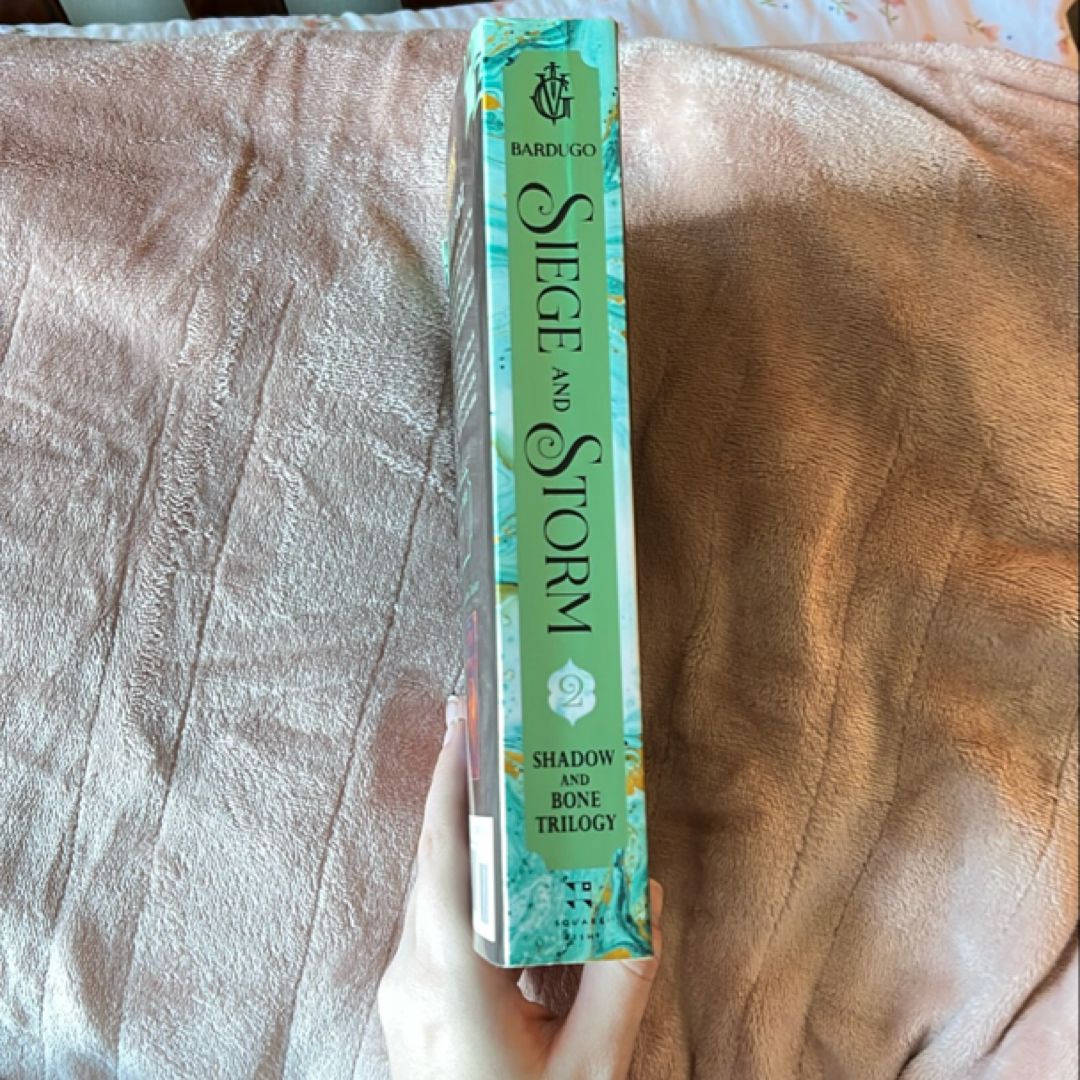 BARDUGO
SIEGE AND STORM
2
SHADOW
AND
BONE
TRILOGY
SQUARE
FISH